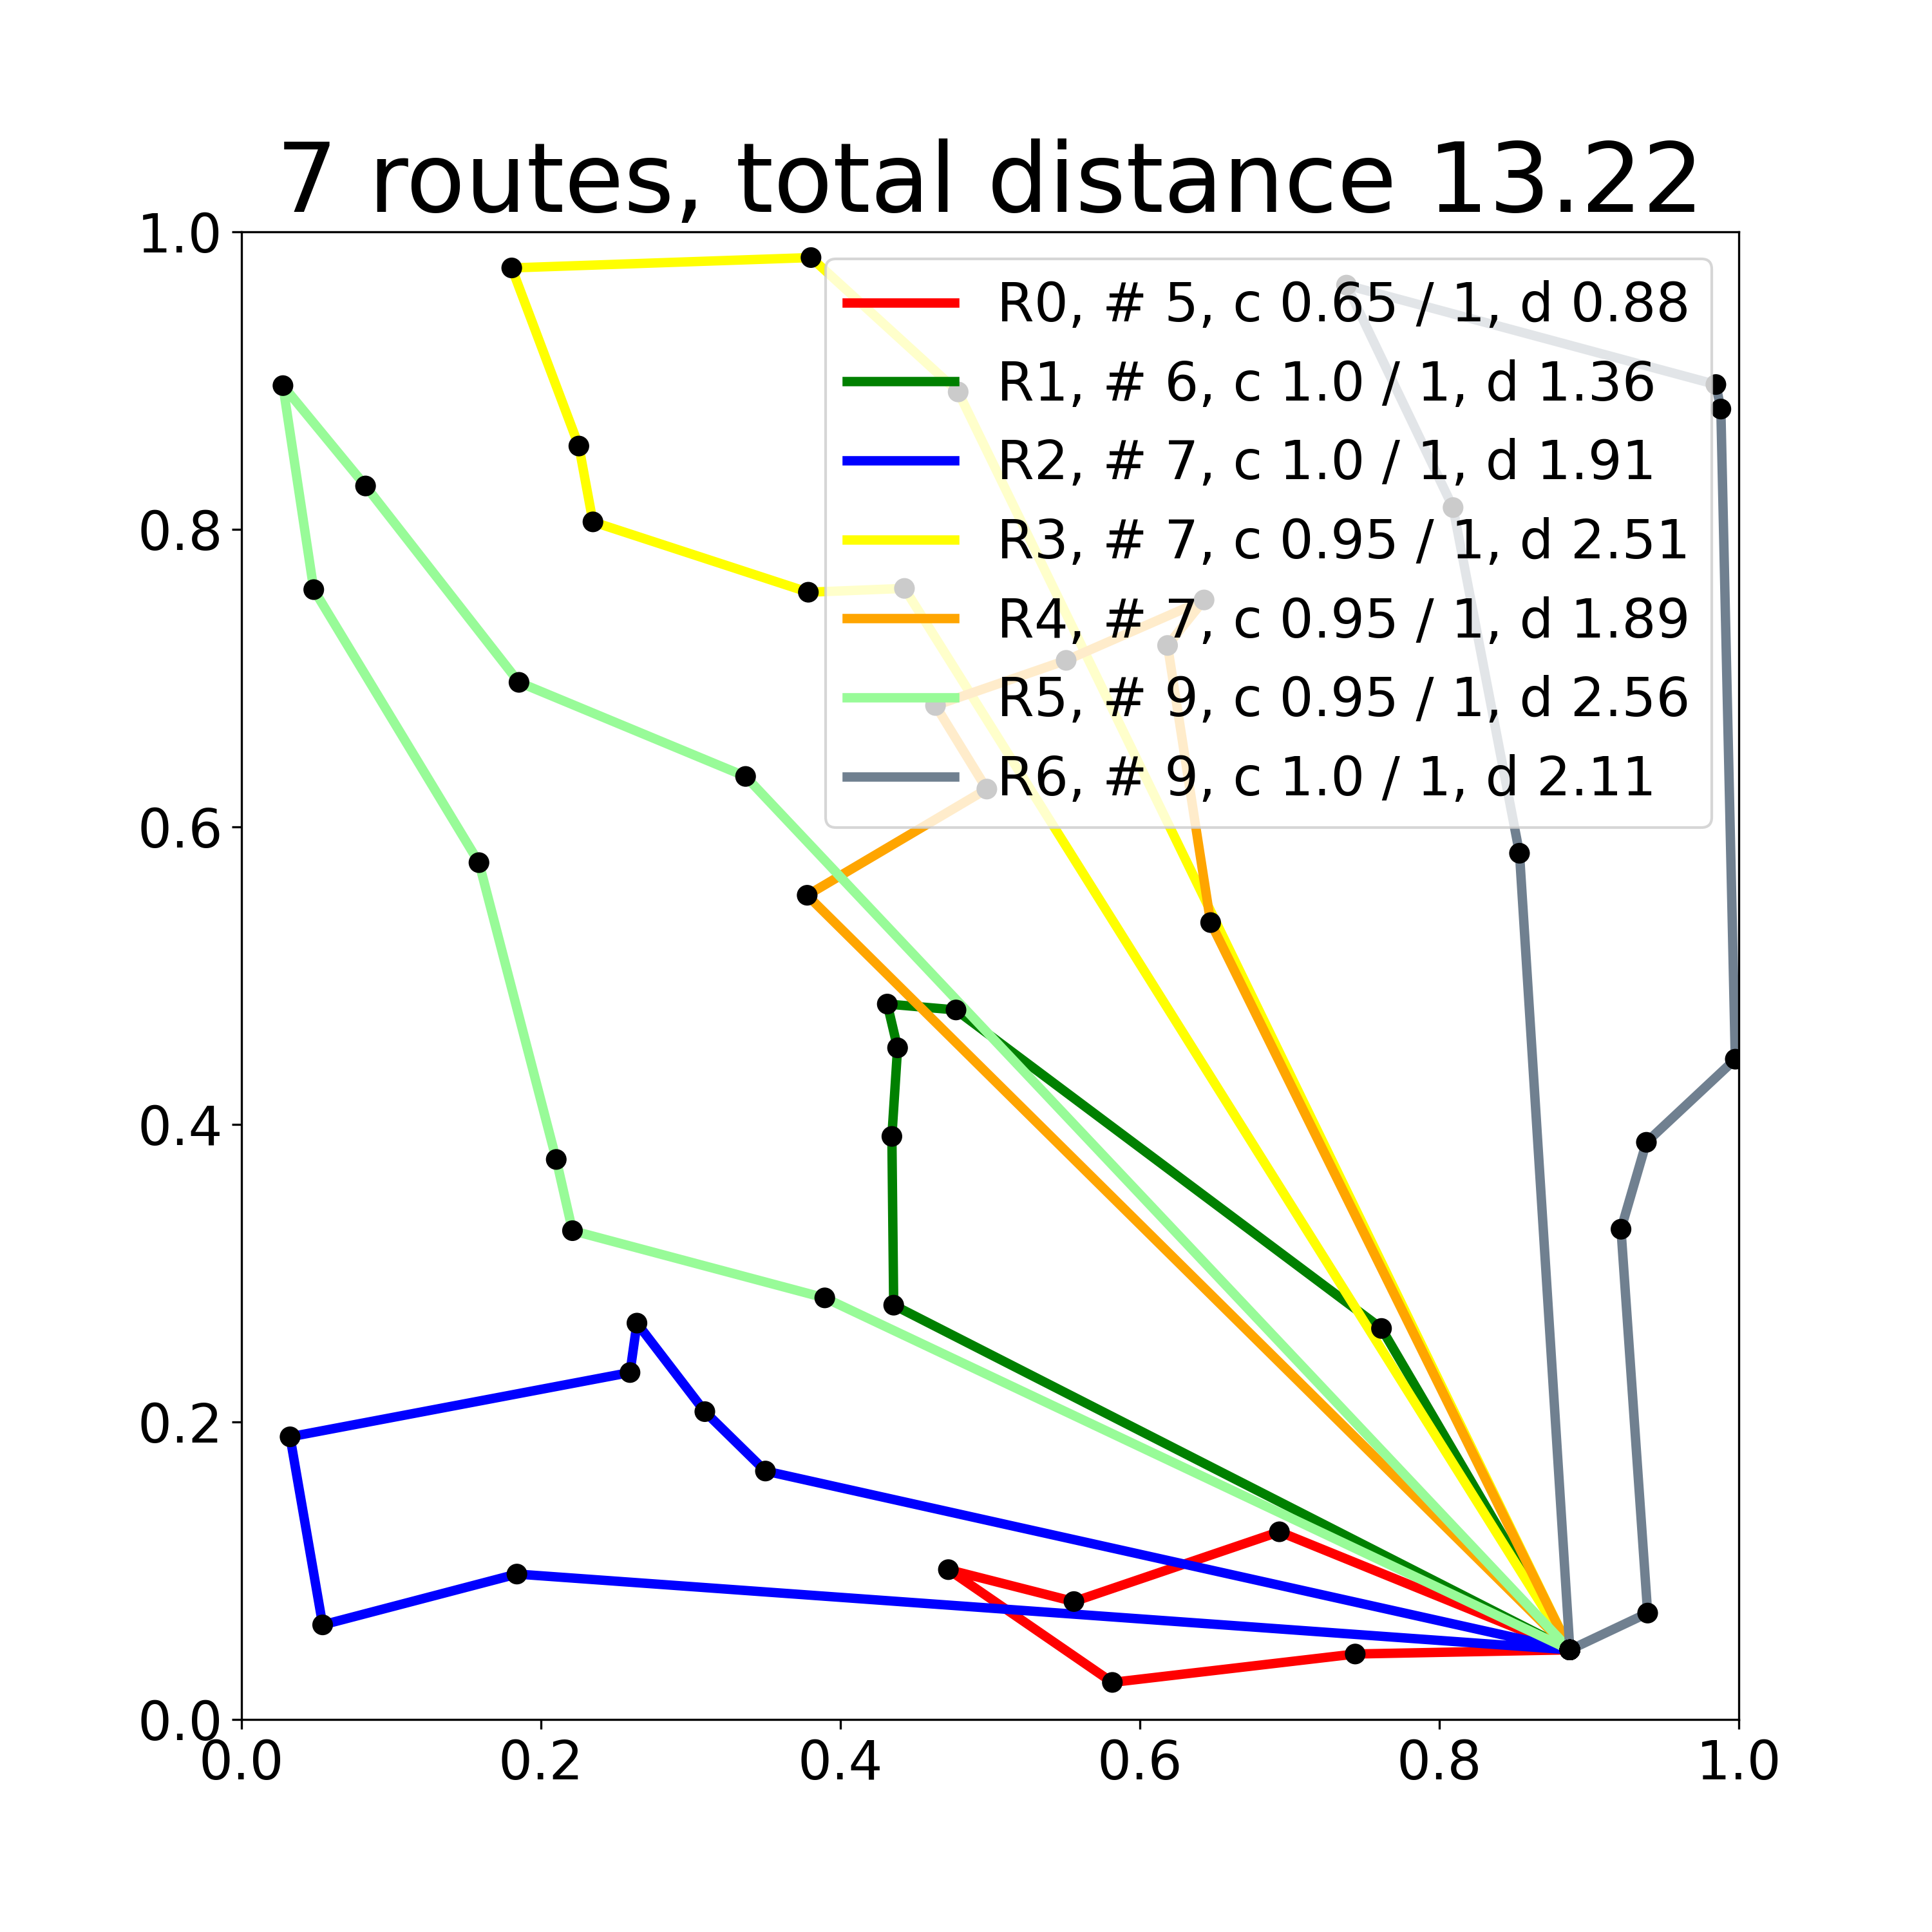 7 routes, total distance 13.22
1.0
0.8
0.6
0.4
0.2
0.0
R0, # 5, c 0.65 / 1, d 0.88
R1, # 6, c 1.0 / 1, d 1.36
R2, # 7, c 1.0 / 1, d 1.91
R3, # 7, c 0.95 / 1, d 2.51
R4, # 7, c 0.95 / 1, d 1.89
R5, # 9, c 0.95 / 1, d 2.56
R6, # 9, c 1.0 / 1, d 2.11
0.0 0.2 0.4 0.6 0.8 1.0